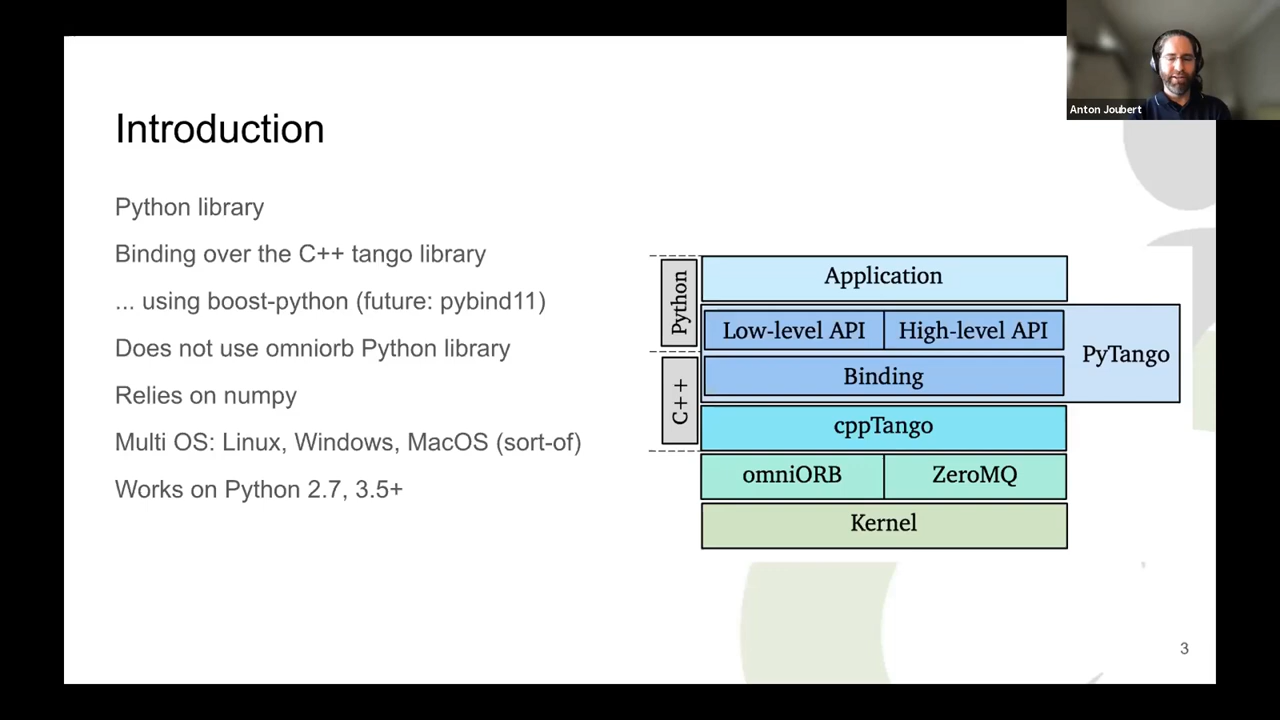 Anton Joubert
Introduction
Python library
Binding over the C++ tango library
... using boost-python (future: pybind11)
Does not use omniorb Python library
Relies on numpy
Multi OS: Linux, Windows, MacOS (sort-of)
Works on Python 2.7, 3.5+
Python
C++
Application
Low-level API
High-level API
Binding
PyTango
cppTango
omniORB
ZeroMQ
Kernel
3